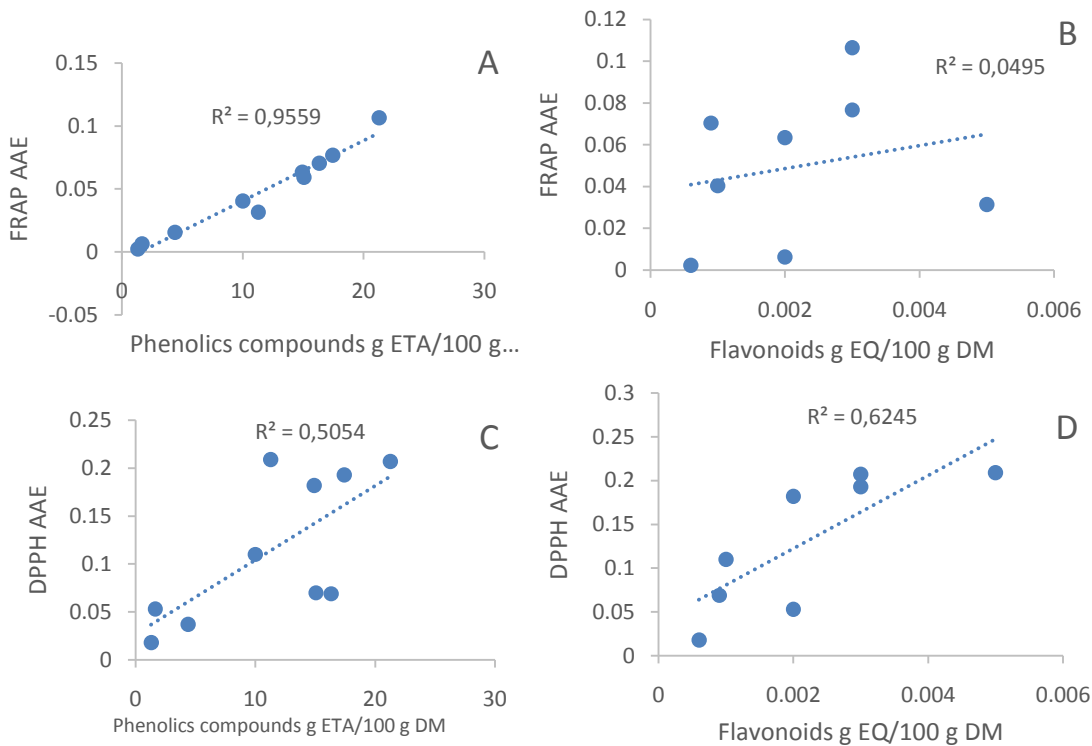 A
R² = 0,9559
0.15
0.1
0.05
0
-0.05
FRAP AAE
0
10
20
30
Phenolics compounds g ETA/100 g...
B
R² = 0,0495
0.12
0.1
0.08
0.06
0.04
0.02
0
FRAP AAE
0
0.002
0.004
0.006
Flavonoids g EQ/100 g DM
C
R² = 0,5054
0.25
0.2
0.15
0.1
0.05
0
DPPH AAE
0
10
20
30
Phenolics compounds g ETA/100 g DM
D
R² = 0,6245
0.3
0.25
0.2
0.15
0.1
0.05
0
DPPH AAE
0
0.002
0.004
0.006
Flavonoids g EQ/100 g DM